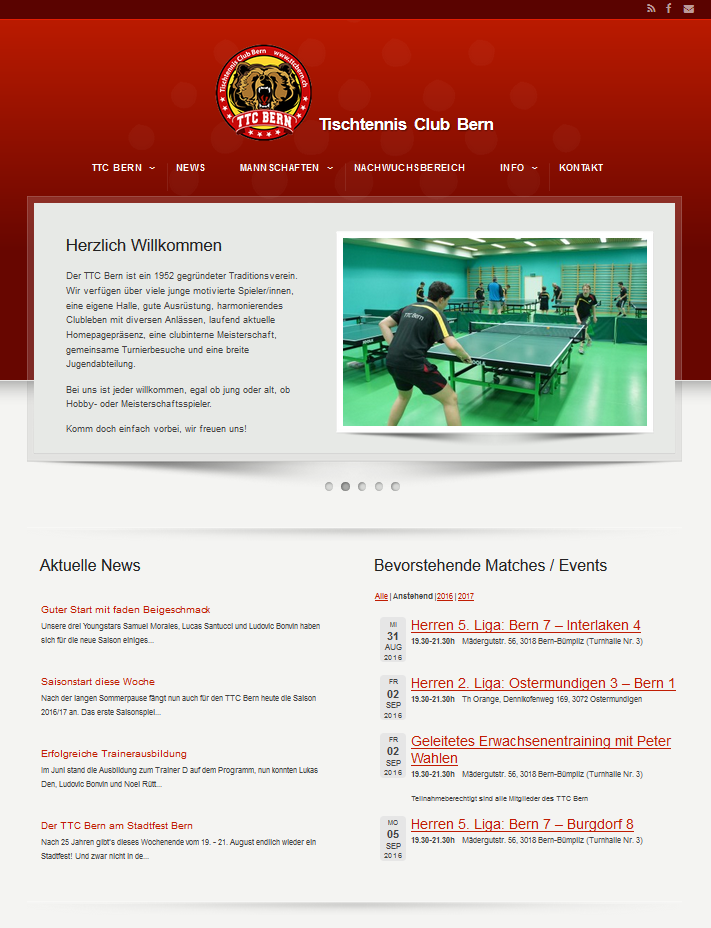 Tischtennis Club Bern www.ttcbern.ch
TTC BERN
Tischtennis Club Bern
TTC BERN
NEWS
MANNSCHAFTEN
NACHWUCHSBEREICH
INFO
KONTAKT
Herzlich Willkommen
Der TTC Bern ist ein 1952 gegründeter Traditionsverein.
Wir verfügen über viele junge motivierte Spieler/innen,
eine eigene Halle, gute Ausrüstung, harmonierendes
Clubleben mit diversen Anlässen, laufend aktuelle
Homepagepräsenz, eine clubinterne Meisterschaft,
gemeinsame Turnierbesuche und eine breite
Jugendabteilung.
Bei uns ist jeder willkommen, egal ob jung oder alt, ob
Hobby- oder Meisterschaftsspieler.
Komm doch einfach vorbei, wir freuen uns!
TTC Bern
JOOLA
Aktuelle News
Guter Start mit faden Beigeschmack
Unsere drei Youngstars Samuel Morales, Lucas Santucci und Ludovic Bonvin haben
sich für die neue Saison einiges...
Saisonstart diese Woche
Nach der langen Sommerpause fängt nun auch für den TTC Bern heute die Saison
2016/17 an. Das erste Saisonspiel...
Erfolgreiche Trainerausbildung
Im Juni stand die Ausbildung zum Trainer D auf dem Programm, nun konnten Lukas
Den, Ludovic Bonvin und Noel Rütt...
Der TTC Bern am Stadtfest Bern
Nach 25 Jahren gibt's dieses Wochenende vom 19. - 21. August endlich wieder ein
Stadtfest! Und zwar nicht in de...
Bevorstehende Matches / Events
Alle | Anstehend | 2016 | 2017
MI
31
AUG
2016
Herren 5. Liga: Bern 7 – Interlaken 4
19.30-21.30h Mädergutstr. 56, 3018 Bern-Bümpliz (Turnhalle Nr. 3)
FR
02
SEP
2016
Herren 2. Liga: Ostermundigen 3 – Bern 1
19.30-21.30h Th Orange, Dennikofenweg 169, 3072 Ostermundigen
FR
02
SEP
2016
Geleitetes Erwachsenentraining mit Peter
Wahlen
19.30-21.30h Mädergutstr. 56, 3018 Bern-Bümpliz (Turnhalle Nr. 3)
Teilnahmeberechtigt sind alle Mitglieder des TTC Bern
MO
05
SEP
2016
Herren 5. Liga: Bern 7 – Burgdorf 8
19.30-21.30h Mädergutstr. 56, 3018 Bern-Bümpliz (Turnhalle Nr. 3)